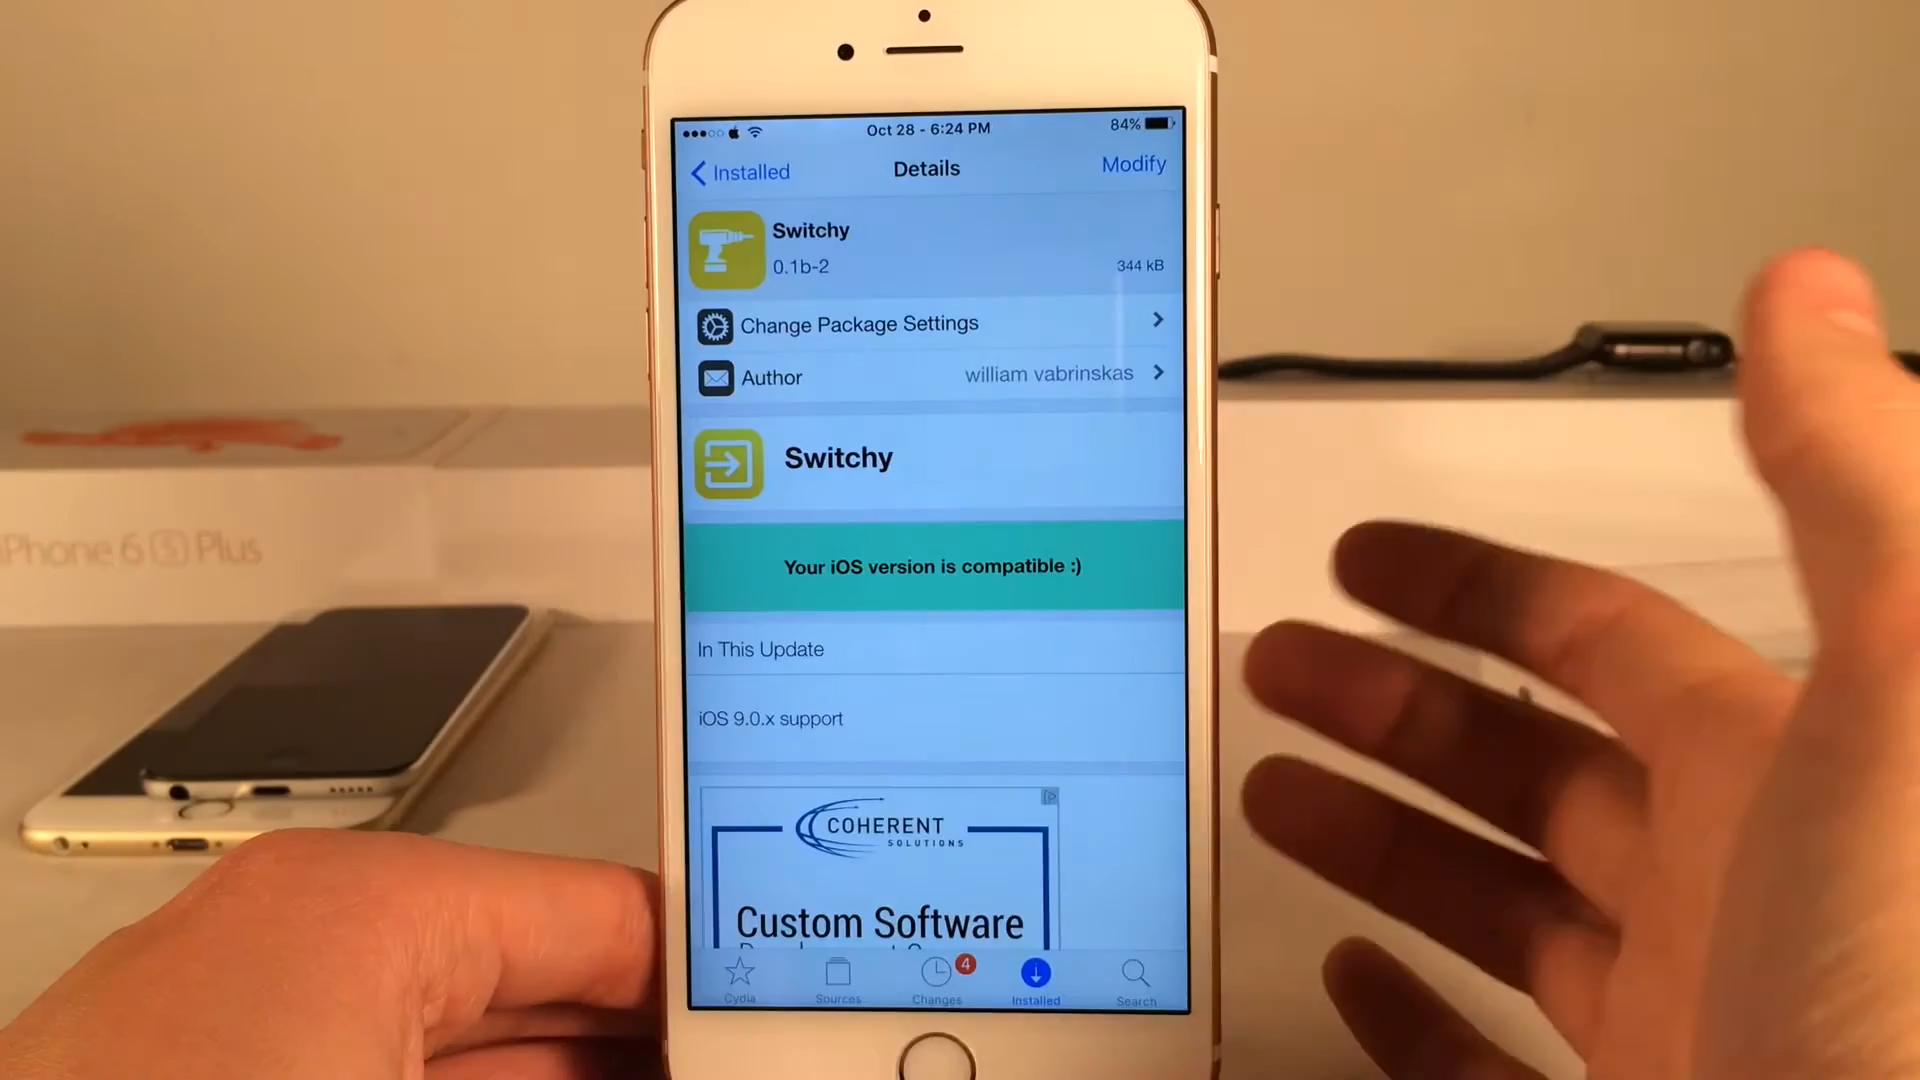 Oct 28 - 6:24 PM
84%
Installed
Details
Modify
Switchy
0.1b-2
344 kB
Change Package Settings
Author
william vabrinskas
Switchy
Your iOS version is compatible :)
In This Update
iOS 9.0.x support
COHERENT
SOLUTIONS
Custom Software
Cydia
Sources
Changes
4
Installed
Search
iPhone 6 S Plus